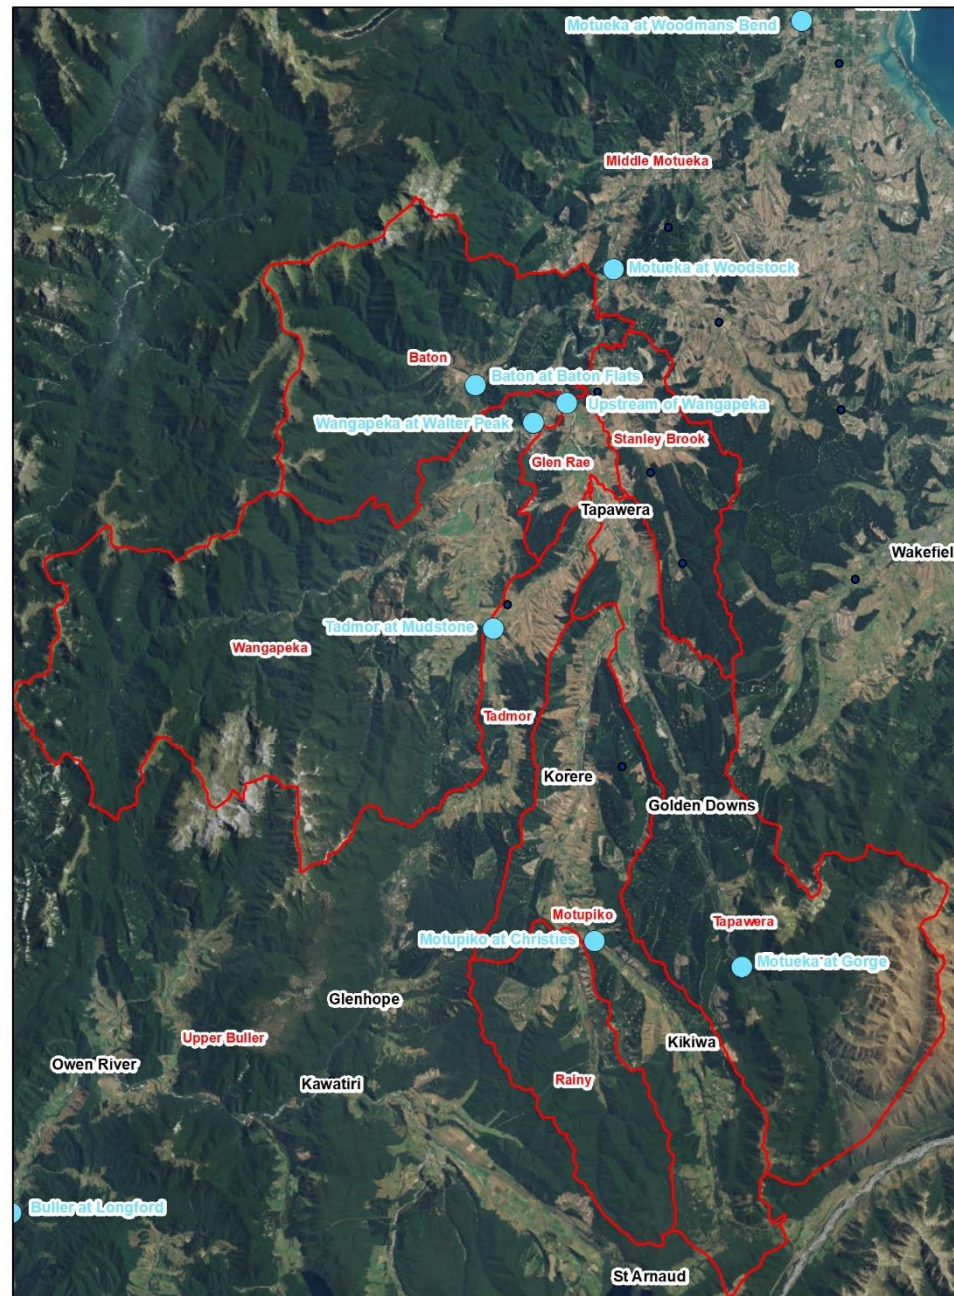 Motueka at Woodmans Bend
Middle Motueka
Motueka at Woodstock
Baton
Baton at Baton Flats
Upstream of Wangapeka
Wangapeka at Walter Peak
Stanley Brook
Glen Rae
Tapawera
Wakefiel
Tadmor at Mudstone
Wangapeka
Tadmor
Korere
Golden Downs
Motupiko
Tapawera
Motupiko at Christies
Motueka at Gorge
Glenhope
Upper Buller
Kikiwa
Owen River
Kawatiri
Rainy
Buller at Longford
St Arnaud